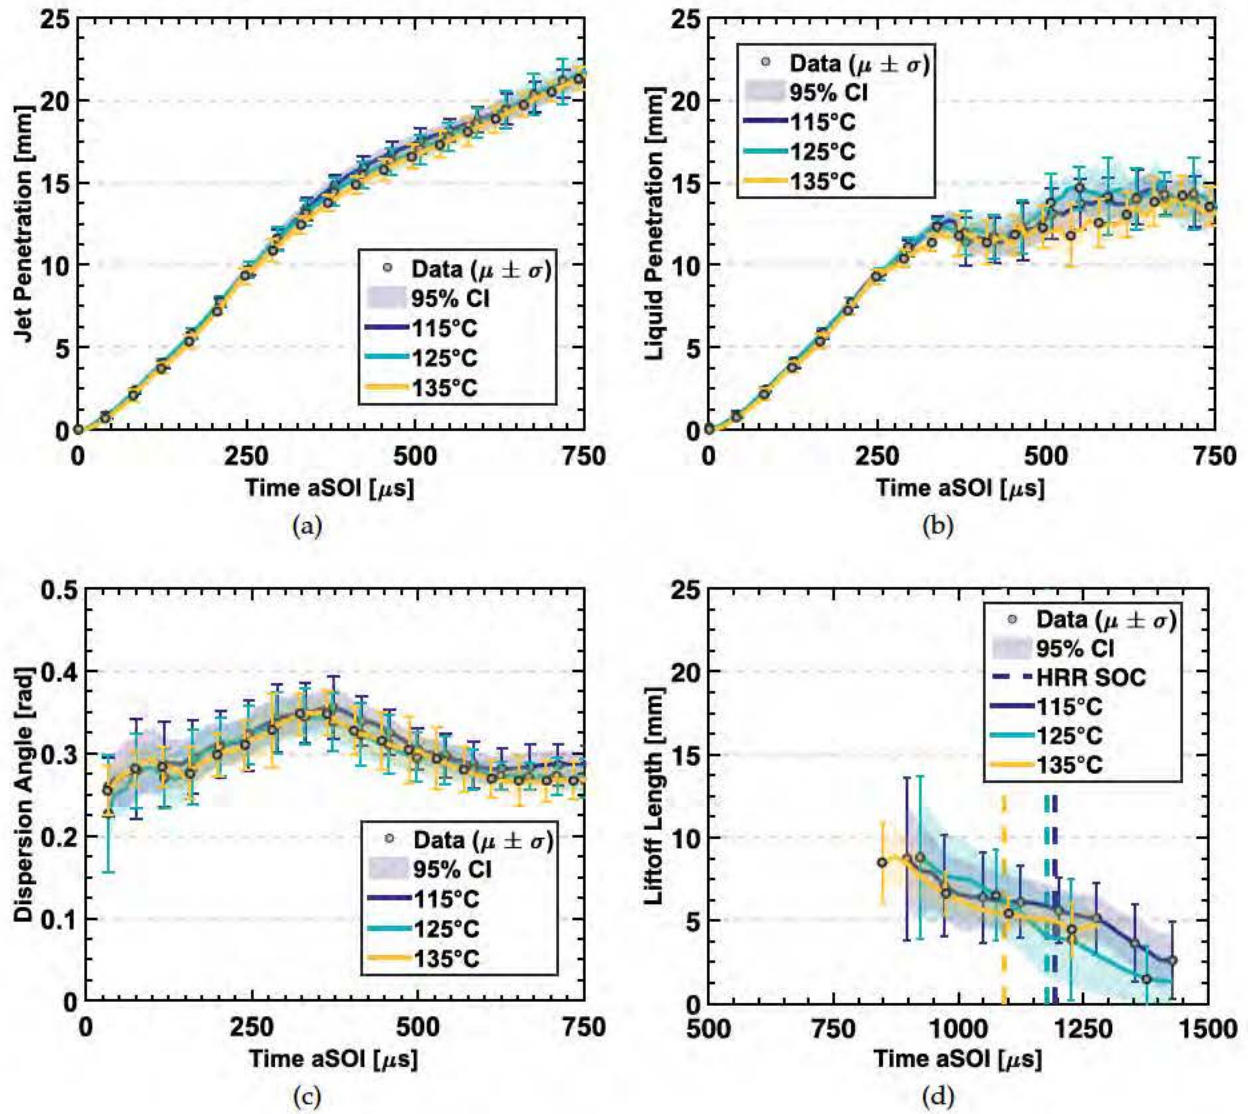 25
20
15
10
5
0
Jet Penetration [mm]
Data (μ ± σ)
95% CI
115°C
125°C
135°C
0 250 500 750
Time aSOI [μs]
(a)
25
20
15
10
5
0
Liquid Penetration [mm]
Data (μ ± σ)
95% CI
115°C
125°C
135°C
0 250 500 750
Time aSOI [μs]
(b)
0.5
0.4
0.3
0.2
0.1
0
Dispersion Angle [rad]
Data (μ ± σ)
95% CI
115°C
125°C
135°C
0 250 500 750
Time aSOI [μs]
(c)
25
20
15
10
5
0
Liftoff Length [mm]
Data (μ ± σ)
95% CI
HRR SOC
115°C
125°C
135°C
500 750 1000 1250 1500
Time aSOI [μs]
(d)